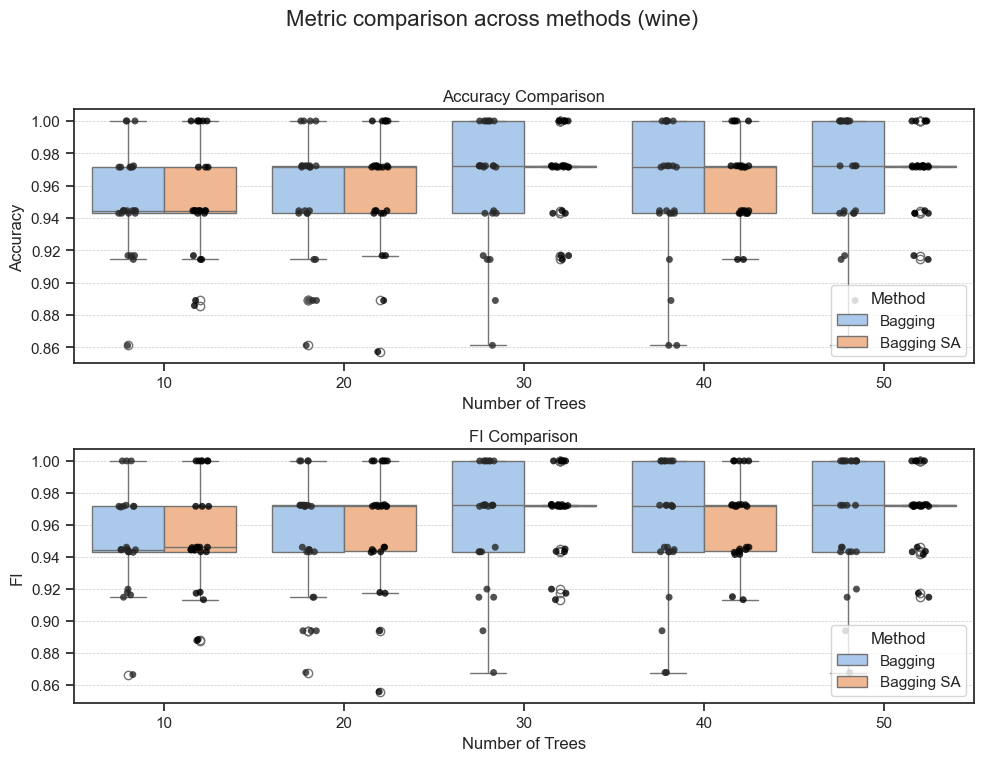 Metric comparison across methods (wine)
Accuracy Comparison
Accuracy
1.00
0.98
0.96
0.94
0.92
0.90
0.88
0.86
10 20 30 40 50
Number of Trees
Method
Bagging
Bagging SA
FI Comparison
FI
1.00
0.98
0.96
0.94
0.92
0.90
0.88
0.86
10 20 30 40 50
Number of Trees
Method
Bagging
Bagging SA